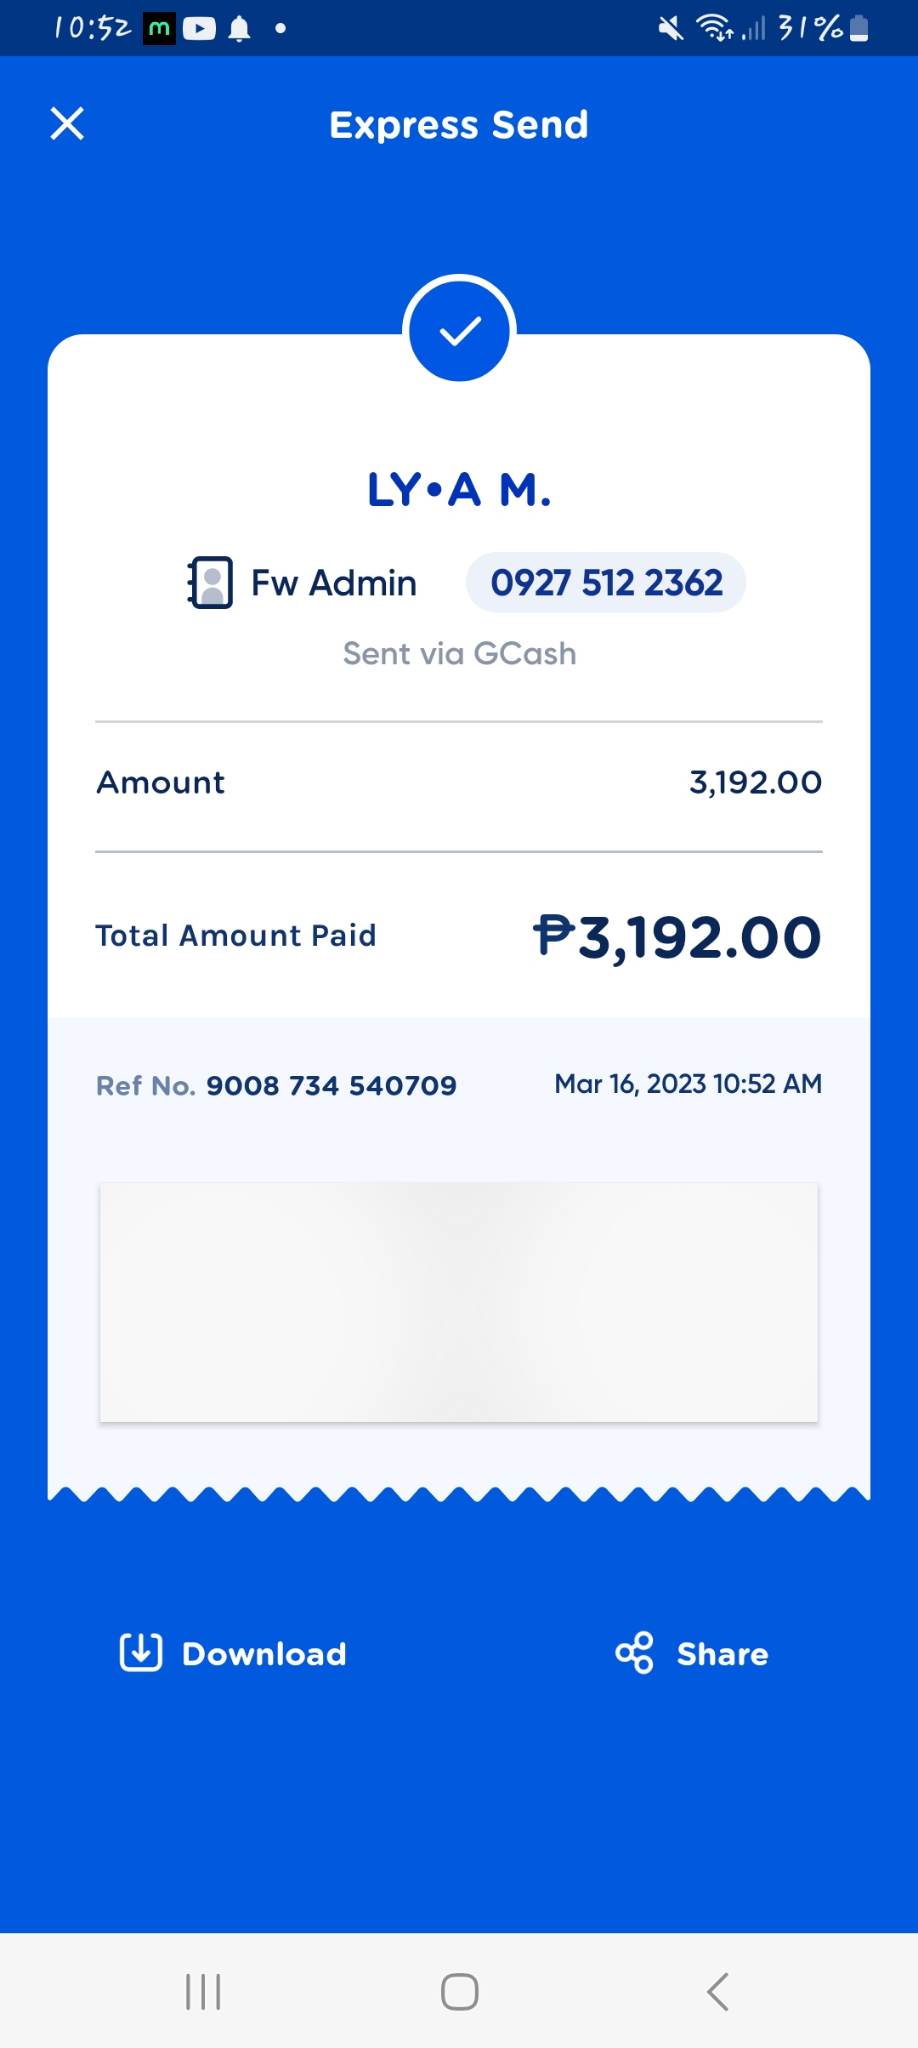 10:52 m 31%
Express Send
LY•A M.
Fw Admin 0927 512 2362
Sent via GCash
Amount 3,192.00
Total Amount Paid ₱3,192.00
Ref No. 9008 734 540709 Mar 16, 2023 10:52 AM
Download Share